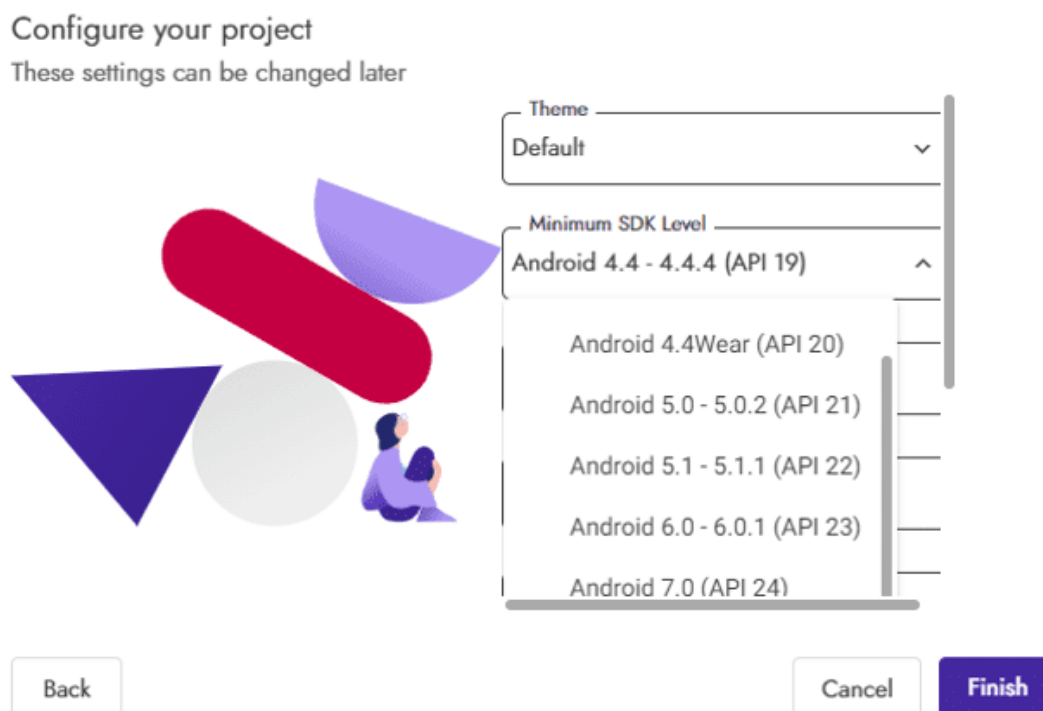 Configure your project
These settings can be changed later
Theme
Default
Minimum SDK Level
Android 4.4 - 4.4.4 (API 19)
Android 4.4Wear (API 20)
Android 5.0 - 5.0.2 (API 21)
Android 5.1 - 5.1.1 (API 22)
Android 6.0 - 6.0.1 (API 23)
Android 7.0 (API 24)
Back
Cancel
Finish